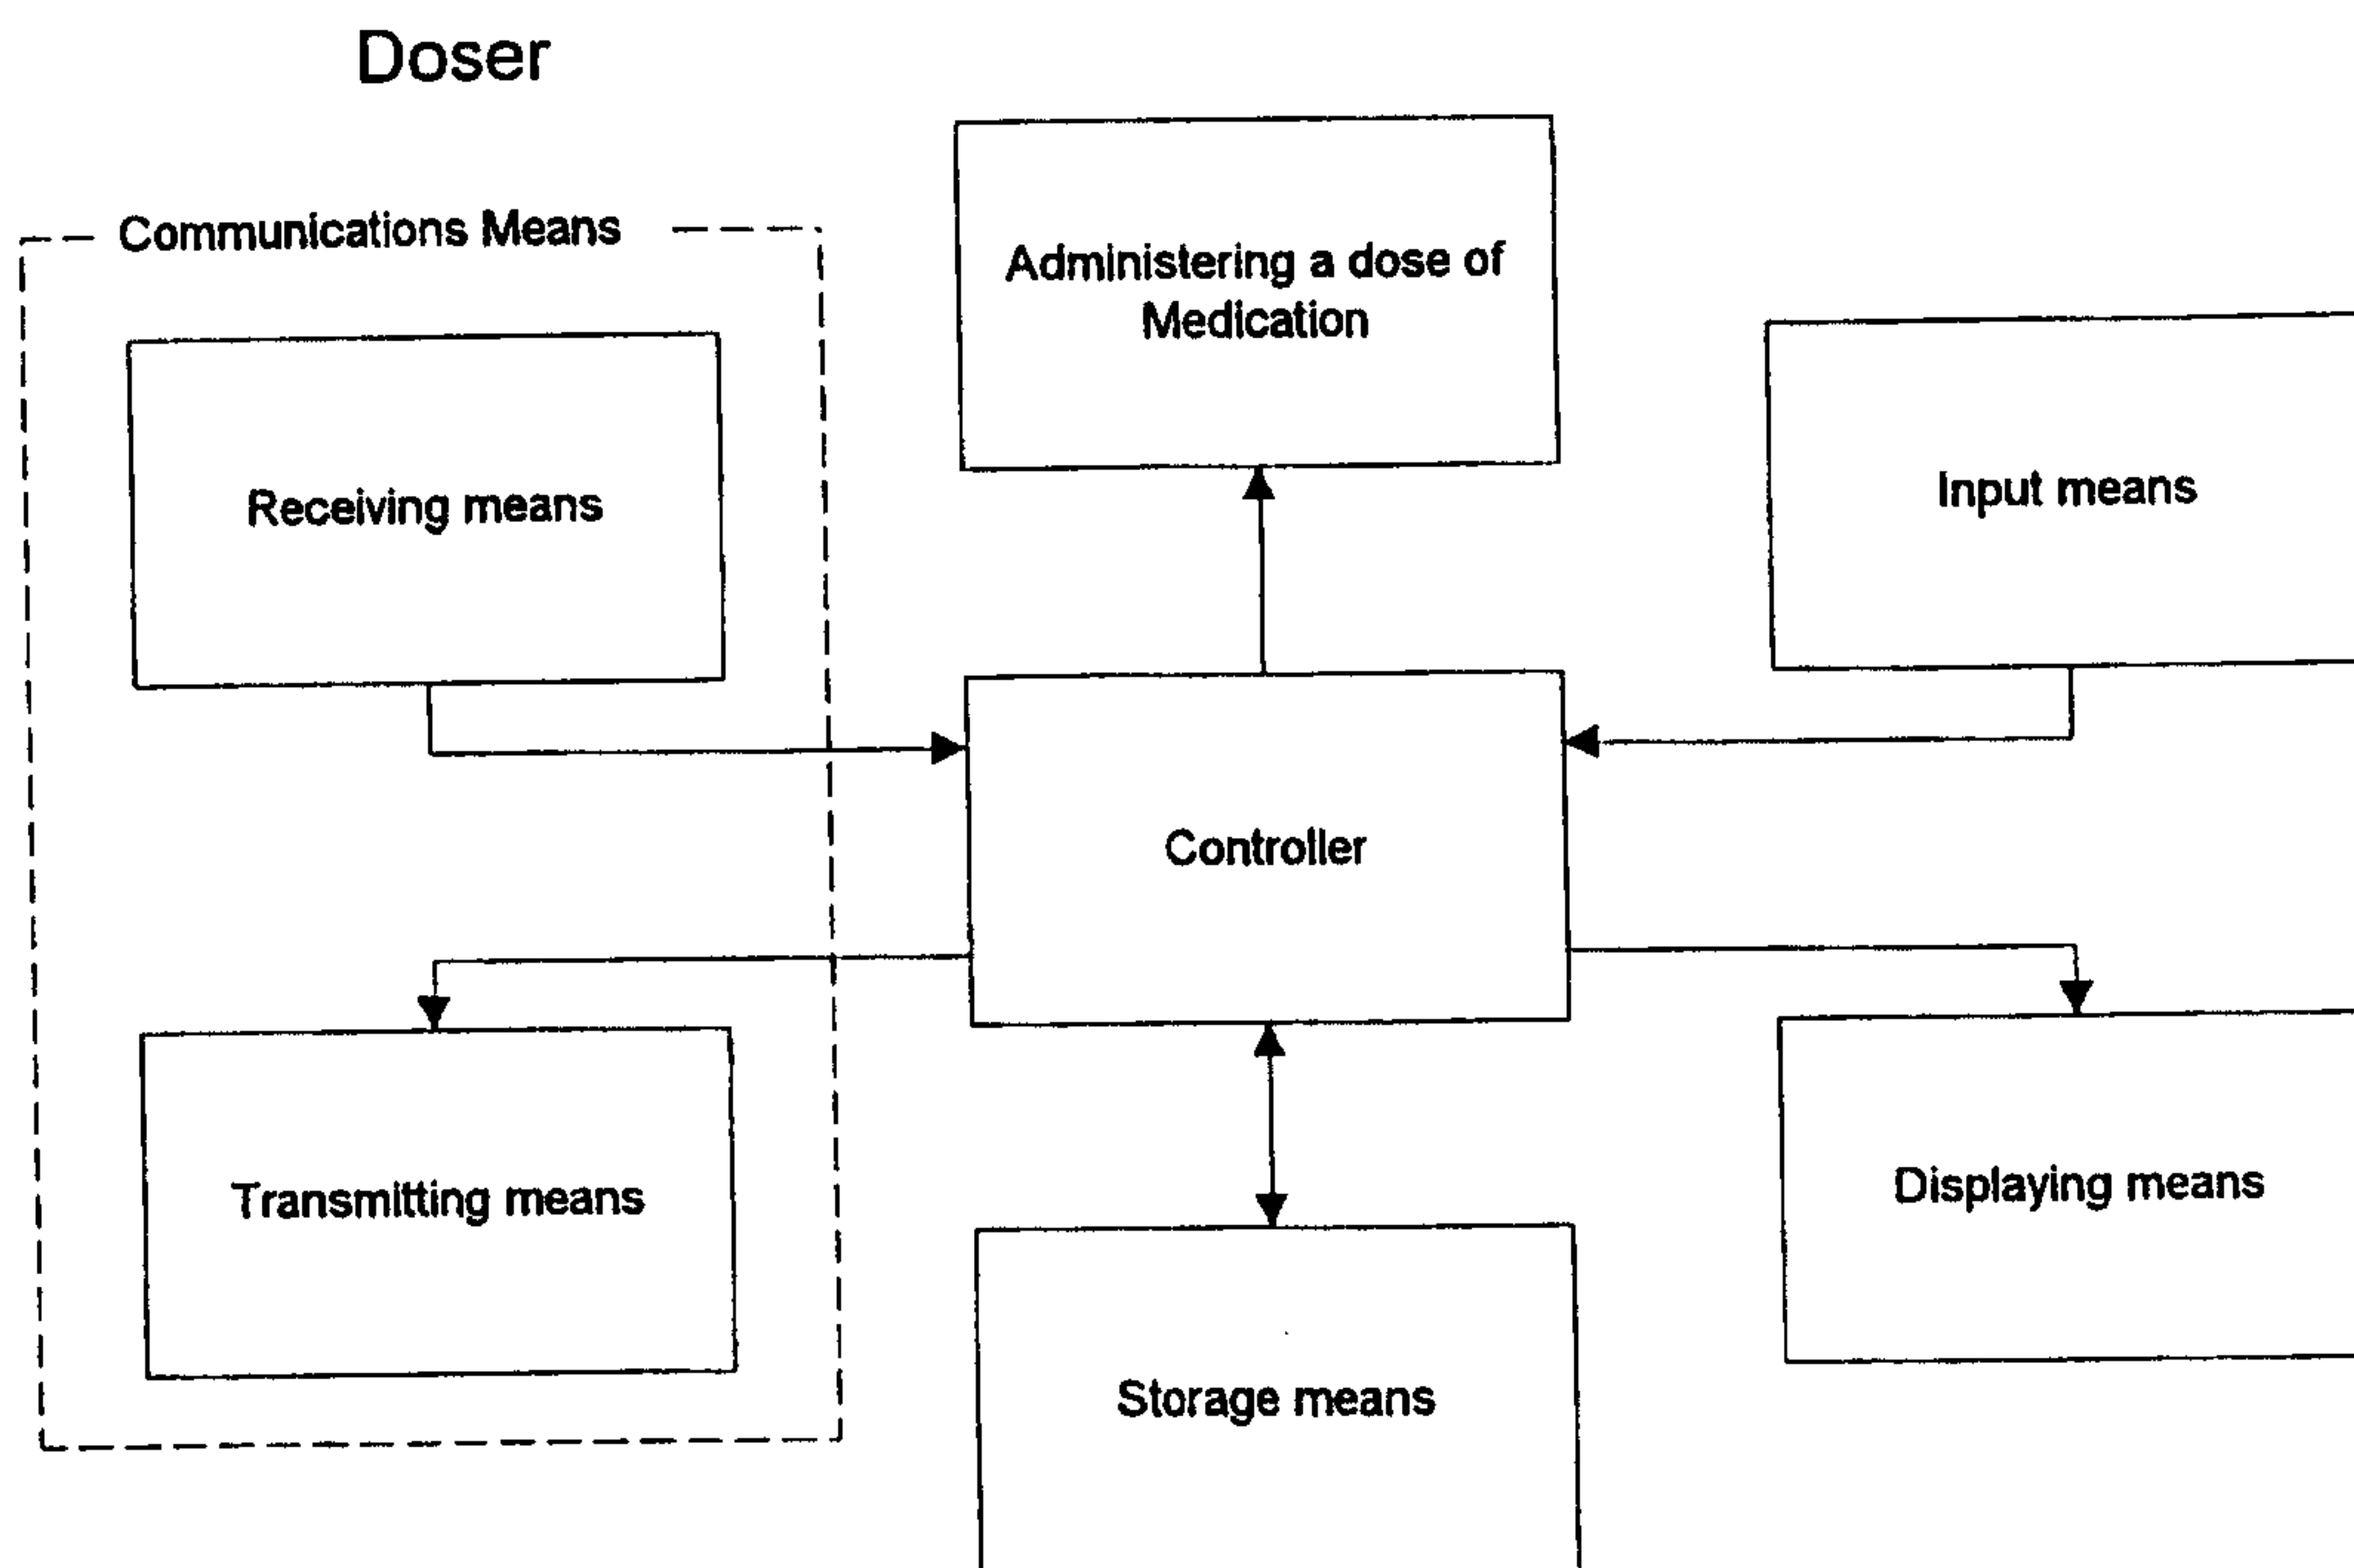 Doser
Communications Means
Administering a dose of
Medication
Receiving means
Input means
Controller
Transmitting means
Displaying means
Storage means